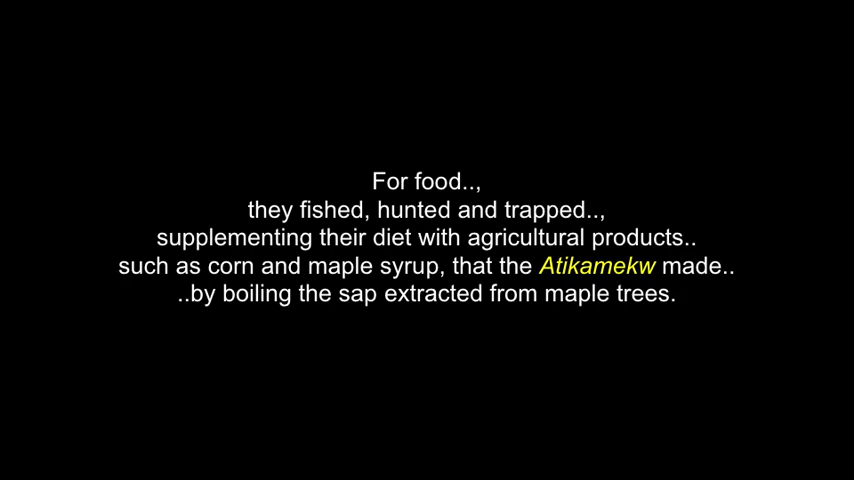 For food..,
they fished, hunted and trapped..,
supplementing their diet with agricultural products..
such as corn and maple syrup, that the Atikamekw made..
..by boiling the sap extracted from maple trees.